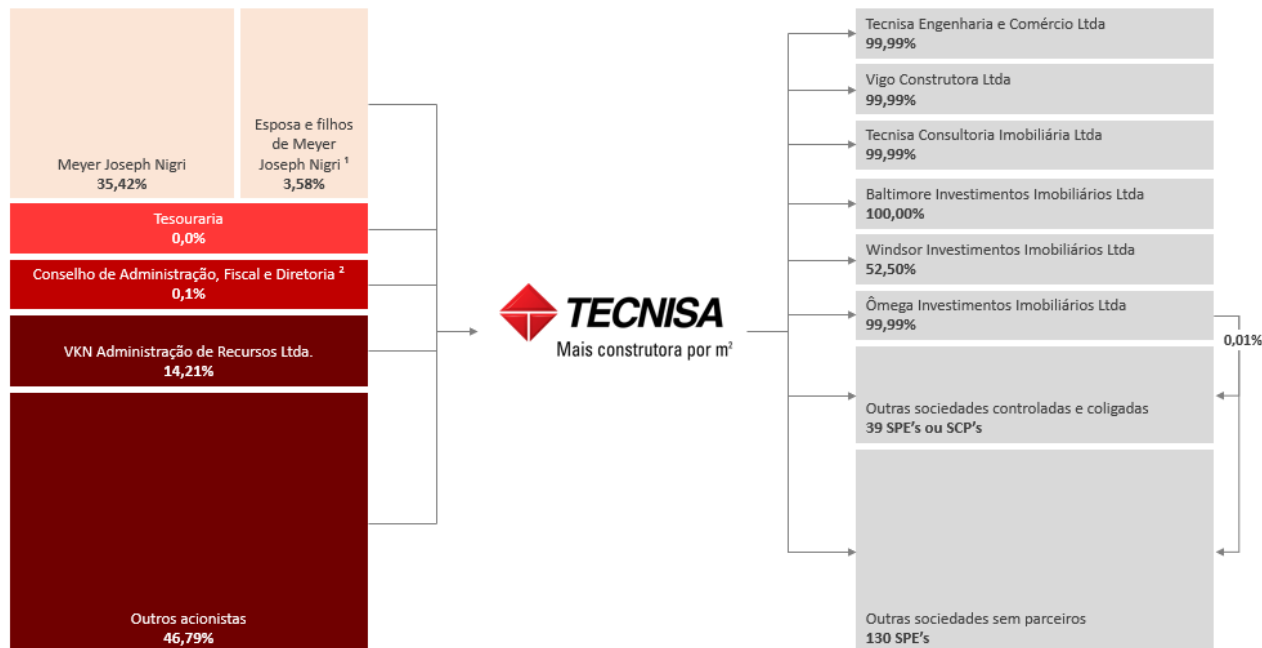 Meyer Joseph Nigri
35,42%
Esposa e filhos
de Meyer
Joseph Nigri ¹
3,58%
Tesouraria
0,0%
Conselho de Administração, Fiscal e Diretoria ²
0,1%
VKN Administração de Recursos Ltda.
14,21%
Outros acionistas
46,79%
TECNISA
Mais construtora por m²
Tecnisa Engenharia e Comércio Ltda
99,99%
Vigo Construtora Ltda
99,99%
Tecnisa Consultoria Imobiliária Ltda
99,99%
Baltimore Investimentos Imobiliários Ltda
100,00%
Windsor Investimentos Imobiliários Ltda
52,50%
Ômega Investimentos Imobiliários Ltda
99,99%
0,01%
Outras sociedades controladas e coligadas
39 SPE’s ou SCP’s
Outras sociedades sem parceiros
130 SPE’s